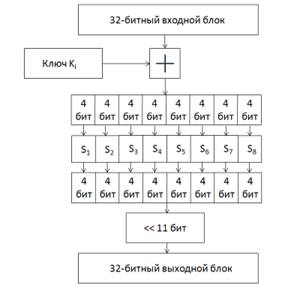 32-битный входной блок
Ключ Ki
+
4 4 4 4 4 4 4 4
бит бит бит бит бит бит бит бит
S1 S2 S3 S4 S5 S6 S7 S8
4 4 4 4 4 4 4 4
бит бит бит бит бит бит бит бит
<< 11 бит
32-битный выходной блок